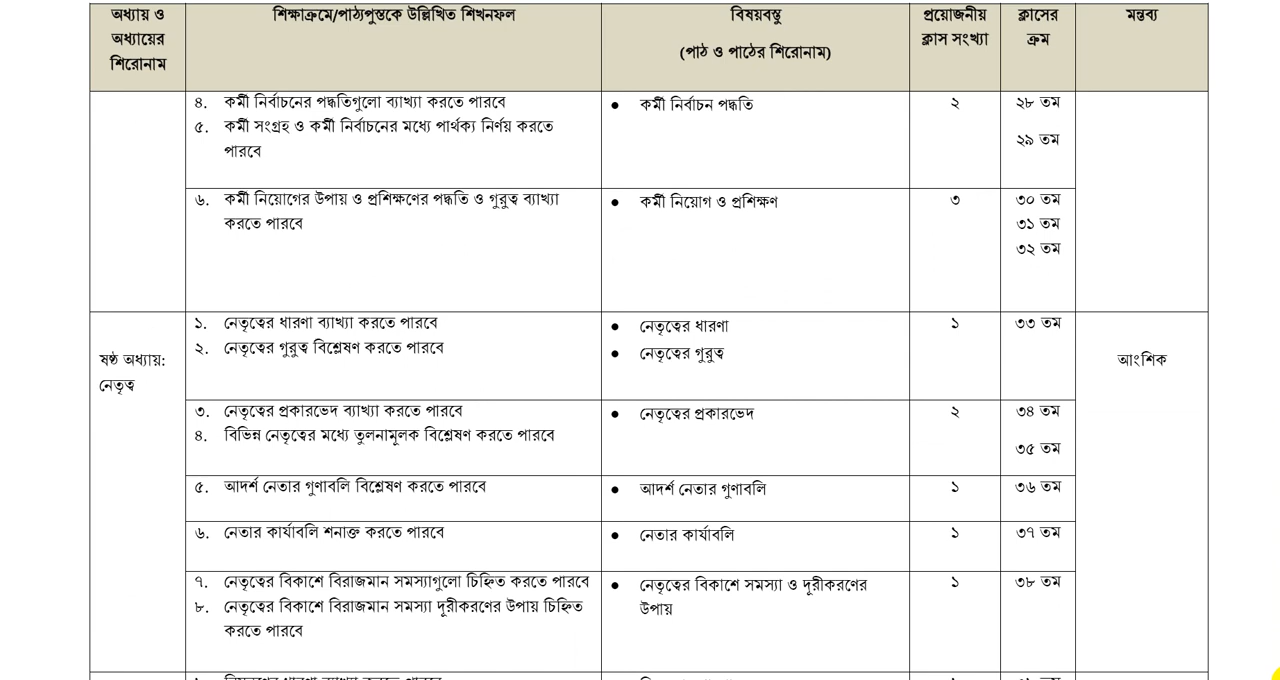 অধ্যায় ও অধ্যায়ের শিরোনাম
শিক্ষাক্রমে/পাঠ্যপুস্তকে উল্লিখিত শিখনফল
বিষয়বস্তু
(পাঠ ও পাঠের শিরোনাম)
প্রয়োজনীয় ক্লাস সংখ্যা
ক্লাসের ক্রম
মন্তব্য
৪. কর্মী নির্বাচনের পদ্ধতিগুলো ব্যাখ্যা করতে পারবে
৫. কর্মী সংগ্রহ ও কর্মী নির্বাচনের মধ্যে পার্থক্য নির্ণয় করতে
পারবে
● কর্মী নির্বাচন পদ্ধতি
২
২৮ তম
২৯ তম
৬. কর্মী নিয়োগের উপায় ও প্রশিক্ষণের পদ্ধতি ও গুরুত্ব ব্যাখ্যা
করতে পারবে
● কর্মী নিয়োগ ও প্রশিক্ষণ
৩
৩০ তম
৩১ তম
৩২ তম
ষষ্ঠ অধ্যায়:
নেতৃত্ব
১. নেতৃত্বের ধারণা ব্যাখ্যা করতে পারবে
২. নেতৃত্বের গুরুত্ব বিশ্লেষণ করতে পারবে
● নেতৃত্বের ধারণা
● নেতৃত্বের গুরুত্ব
১
৩৩ তম
আংশিক
৩. নেতৃত্বের প্রকারভেদ ব্যাখ্যা করতে পারবে
৪. বিভিন্ন নেতৃত্বের মধ্যে তুলনামূলক বিশ্লেষণ করতে পারবে
● নেতৃত্বের প্রকারভেদ
২
৩৪ তম
৩৫ তম
৫. আদর্শ নেতার গুণাবলি বিশ্লেষণ করতে পারবে
● আদর্শ নেতার গুণাবলি
১
৩৬ তম
৬. নেতার কার্যাবলি শনাক্ত করতে পারবে
● নেতার কার্যাবলি
১
৩৭ তম
৭. নেতৃত্বের বিকাশে বিরাজমান সমস্যাগুলো চিহ্নিত করতে পারবে
৮. নেতৃত্বের বিকাশে বিরাজমান সমস্যা দূরীকরণের উপায় চিহ্নিত
করতে পারবে
● নেতৃত্বের বিকাশে সমস্যা ও দূরীকরণের
উপায়
১
৩৮ তম